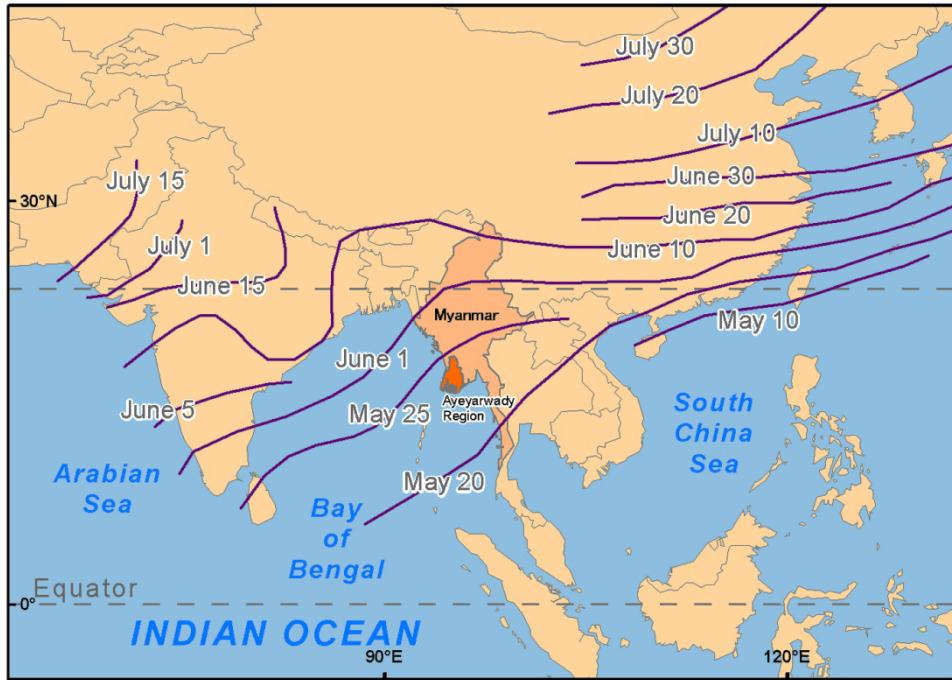 July 30
July 20
July 10
July 15
June 30
30°N
June 20
July 1
June 10
June 15
May 10
Myanmar
June 1
June 5
Ayeyarwady
Region
May 25
South
China
Sea
Arabian
Sea
May 20
Bay
of
Bengal
Equator
0°
INDIAN OCEAN
90°E
120°E